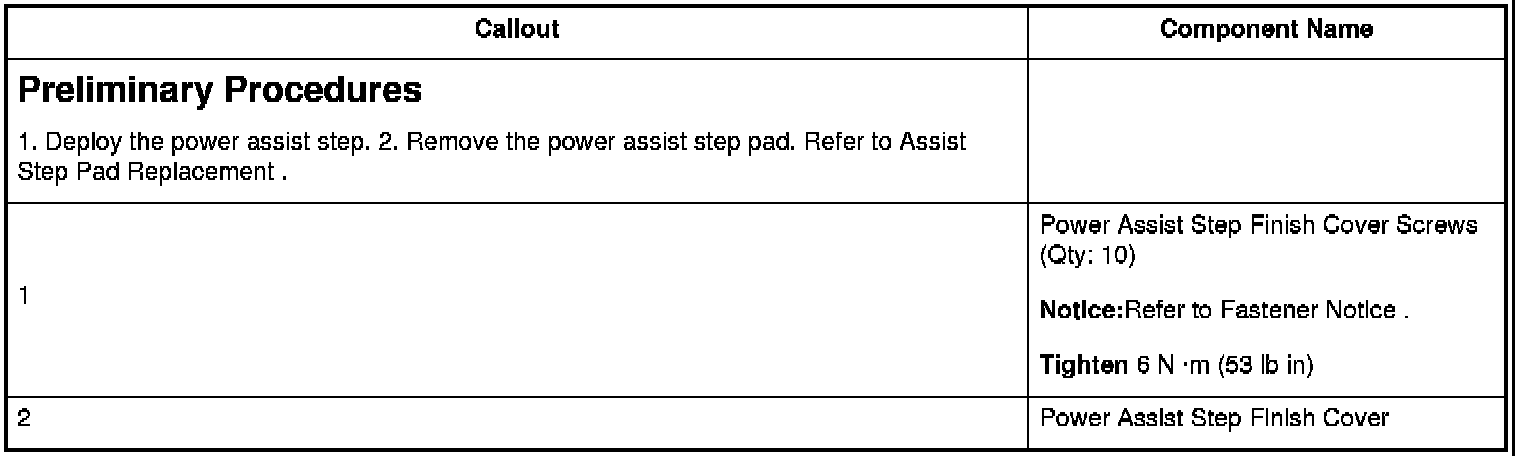 Callout Component Name
Preliminary Procedures
1. Deploy the power assist step. 2. Remove the power assist step pad. Refer to Assist
Step Pad Replacement .
1
Power Assist Step Finish Cover Screws
(Qty: 10)
Notice:Refer to Fastener Notice .
Tighten 6 N ·m (53 lb in)
2 Power Assist Step Finish Cover